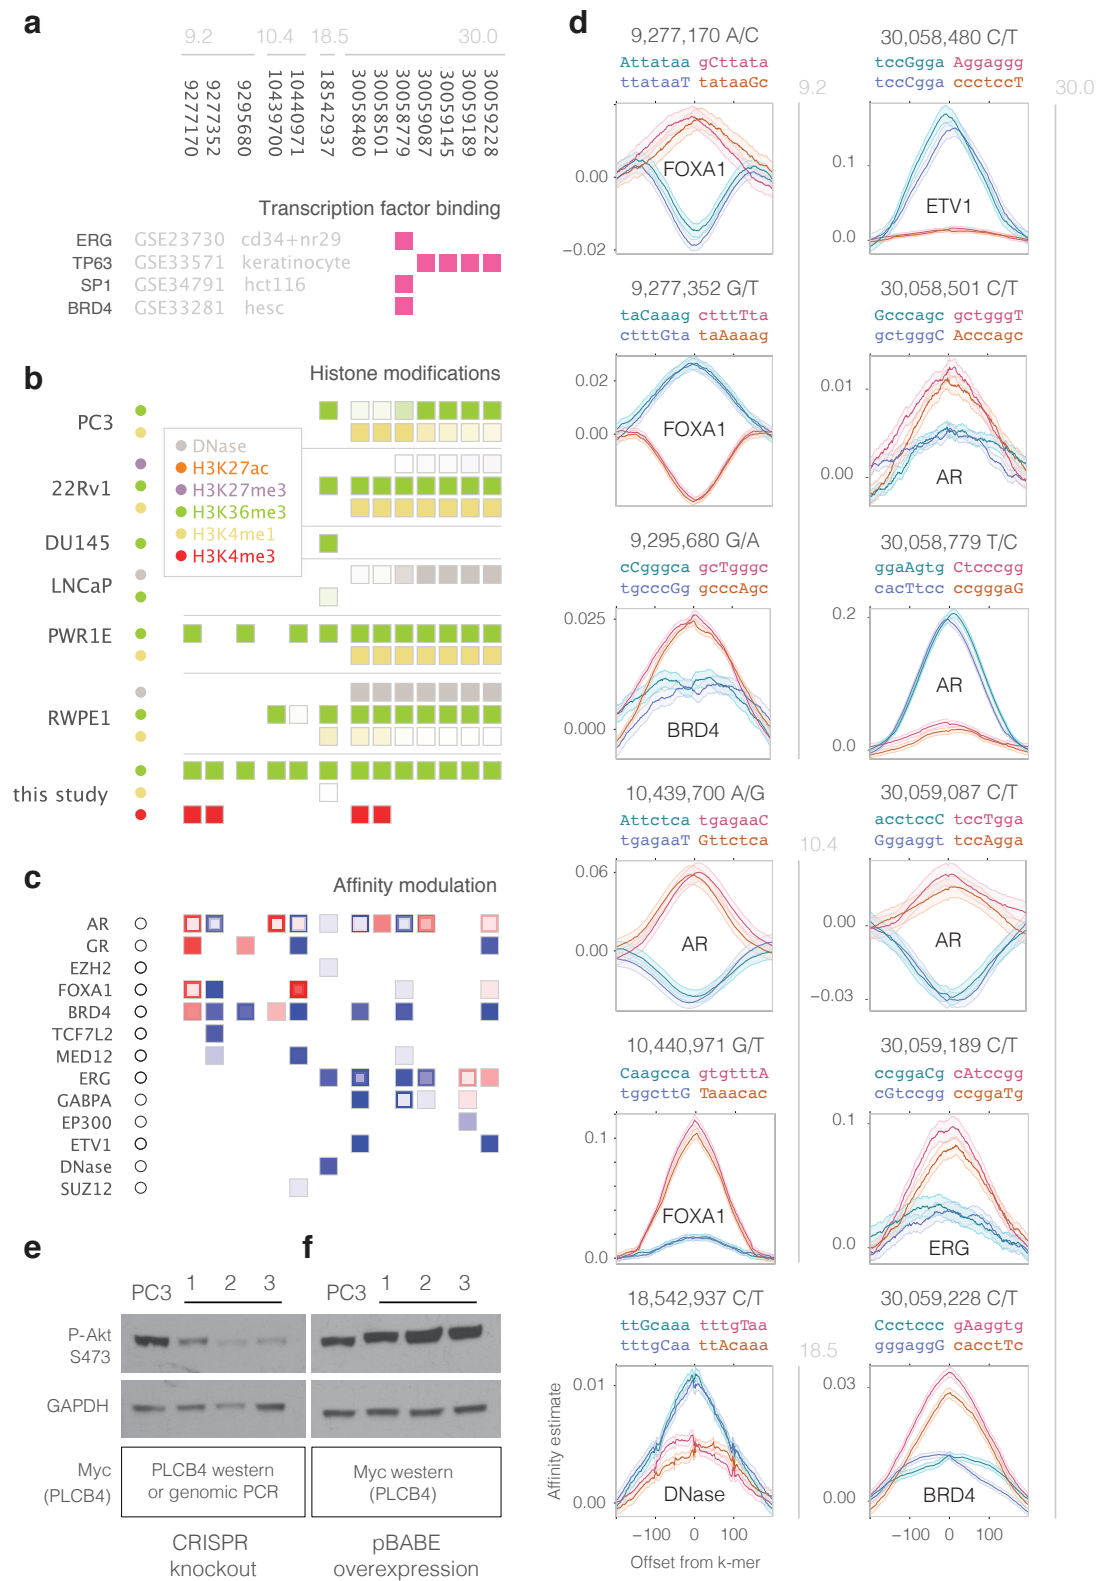 a
9.2 10.4 18.5 30.0
9277170
9277352
9295680
10439700
10440971
18542937
30058480
30058501
30058779
30059087
30059145
30059189
30059228
Transcription factor binding
ERG GSE23730 cd34+nr29
TP63 GSE33571 keratinocyte
SP1 GSE34791 hct116
BRD4 GSE33281 hesc
b
Histone modifications
PC3
22Rv1
DU145
LNCaP
PWR1E
RWPE1
this study
DNase
H3K27ac
H3K27me3
H3K36me3
H3K4me1
H3K4me3
c
Affinity modulation
AR
GR
EZH2
FOXA1
BRD4
TCF7L2
MED12
ERG
GABPA
EP300
ETV1
DNase
SUZ12
e
PC3 1 2 3
P-Akt
S473
GAPDH
Myc
(PLCB4)
PLCB4 western
or genomic PCR
CRISPR
knockout
f
PC3 1 2 3
Myc western
(PLCB4)
pBABE
overexpression
d
9,277,170 A/C
Attataa gCttata
ttataaT tataaGc
0.00
−0.02
FOXA1
9.2
9,277,352 G/T
taCaaag ctttTta
ctttGta taAaaag
0.02
0.00
FOXA1
9,295,680 G/A
cCgggca gcTgggc
tgcccGg gcccAgc
0.025
0.000
BRD4
10,439,700 A/G
Attctca tgagaaC
tgagaaT Gttctca
0.06
0.00
AR
10.4
10,440,971 G/T
Caagcca gtgtttA
tggcttG Taaacac
0.1
0.0
FOXA1
18,542,937 C/T
ttGcaaa tttgTaa
tttgCaa ttAcaaa
0.01
0.00
DNase
18.5
Affinity estimate
−100 0 100
Offset from k-mer
30,058,480 C/T
tccGgga Aggaggg
tccCgga ccctccT
0.1
0.0
ETV1
30.0
30,058,501 C/T
Gcccagc gctgggT
gctgggC Acccagc
0.01
0.00
AR
30,058,779 T/C
ggaAgtg Ctcccgg
cacTtcc ccgggaG
0.2
0.0
AR
30,059,087 C/T
acctccC tccTgga
Gggaggt tccAgga
0.00
−0.03
AR
30,059,189 C/T
ccggaCg cAtccgg
cGtccgg ccggaTg
0.1
0.0
ERG
30,059,228 C/T
Ccctccc gAaggtg
gggaggG cacctTc
0.03
0.00
BRD4
−100 0 100